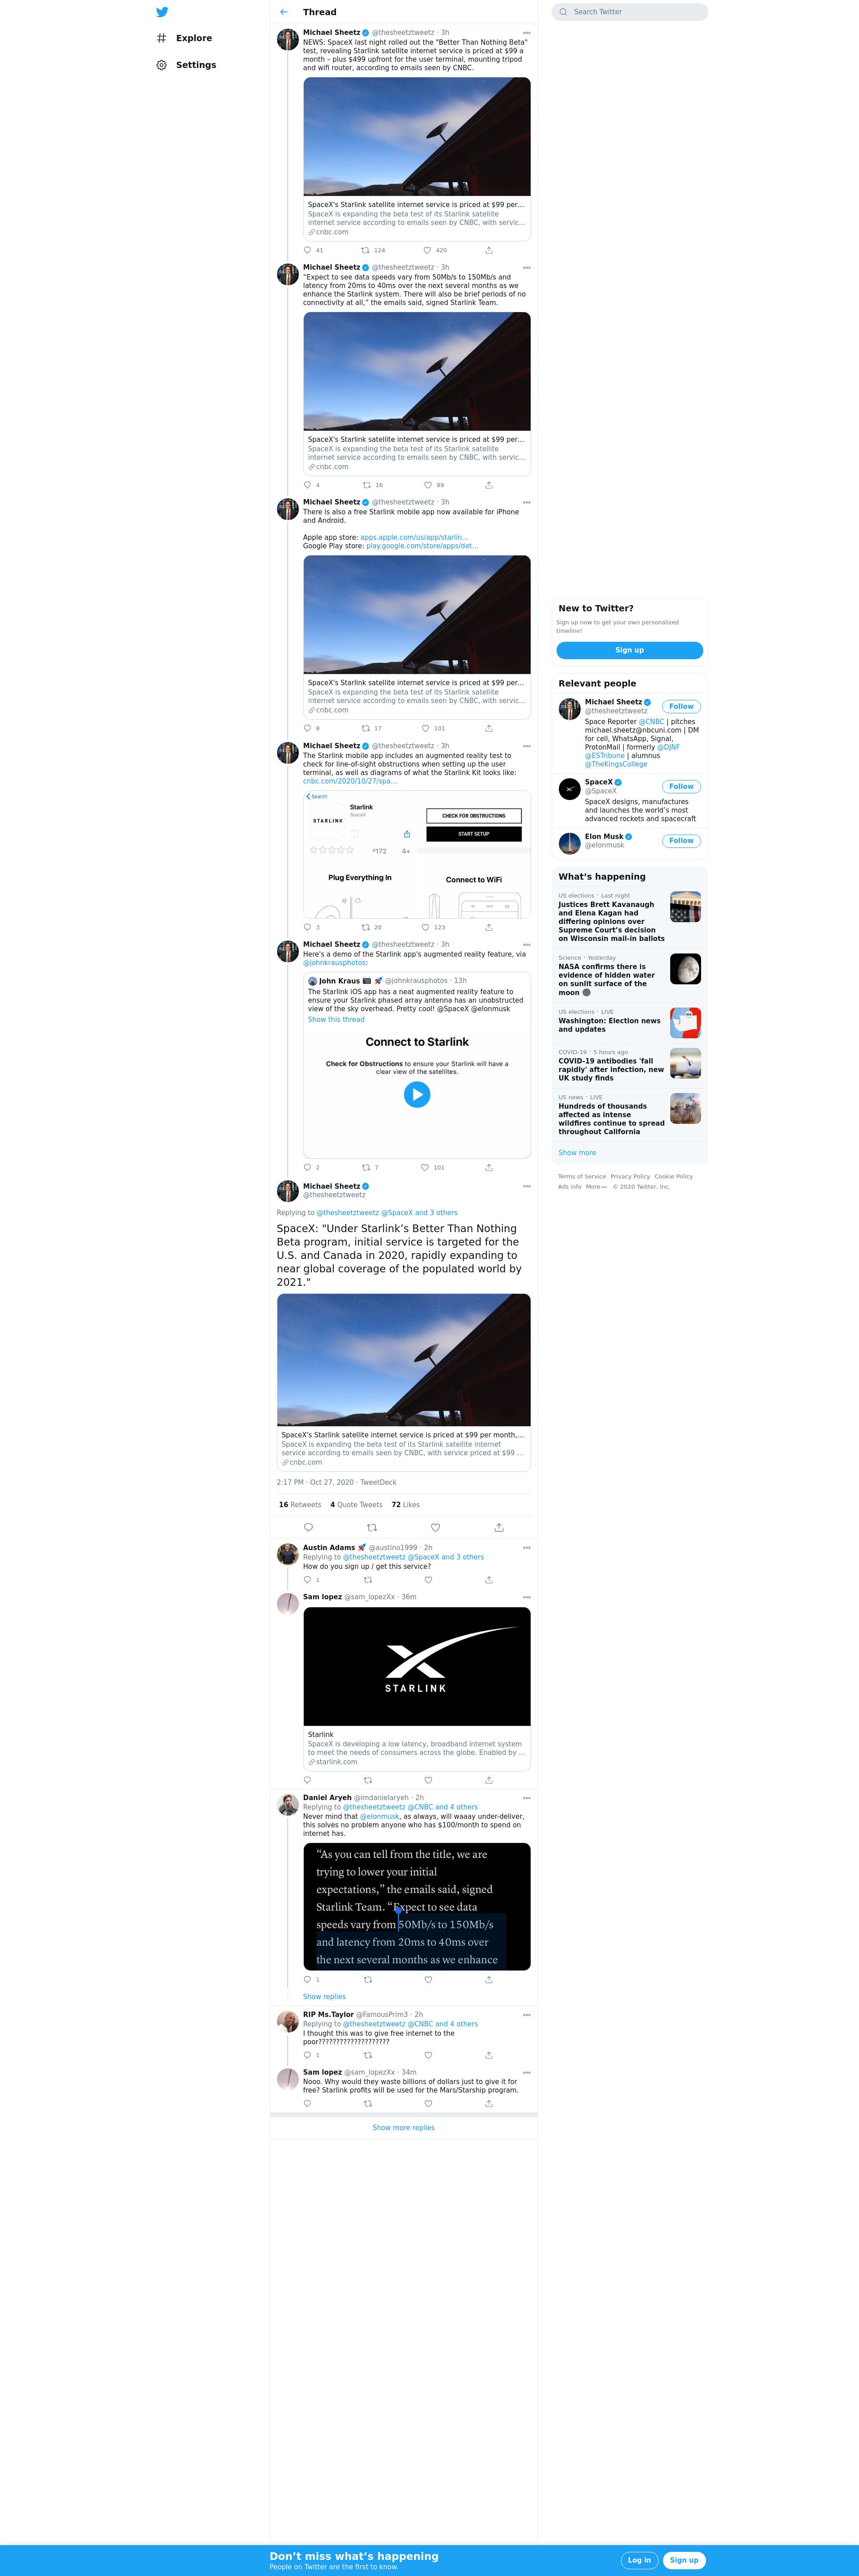 Explore
Settings
Thread
Search Twitter
Michael Sheetz @thesheetztweetz · 3h
NEWS: SpaceX last night rolled out the "Better Than Nothing Beta"
test, revealing Starlink satellite internet service is priced at $99 a
month – plus $499 upfront for the user terminal, mounting tripod
and wifi router, according to emails seen by CNBC.
SpaceX's Starlink satellite internet service is priced at $99 per...
SpaceX is expanding the beta test of its Starlink satellite
internet service according to emails seen by CNBC, with servic...
cnbc.com
41 124 420
Michael Sheetz @thesheetztweetz · 3h
"Expect to see data speeds vary from 50Mb/s to 150Mb/s and
latency from 20ms to 40ms over the next several months as we
enhance the Starlink system. There will also be brief periods of no
connectivity at all," the emails said, signed Starlink Team.
SpaceX's Starlink satellite internet service is priced at $99 per...
SpaceX is expanding the beta test of its Starlink satellite
internet service according to emails seen by CNBC, with servic...
cnbc.com
4 16 89
Michael Sheetz @thesheetztweetz · 3h
There is also a free Starlink mobile app now available for iPhone
and Android.
Apple app store: apps.apple.com/us/app/starlin...
Google Play store: play.google.com/store/apps/det...
SpaceX's Starlink satellite internet service is priced at $99 per...
SpaceX is expanding the beta test of its Starlink satellite
internet service according to emails seen by CNBC, with servic...
cnbc.com
8 17 101
Michael Sheetz @thesheetztweetz · 3h
The Starlink mobile app includes an augmented reality test to
check for line-of-sight obstructions when setting up the user
terminal, as well as diagrams of what the Starlink Kit looks like:
cnbc.com/2020/10/27/spa...
Search
Starlink
SpaceX
STARLINK
#172 4+
CHECK FOR OBSTRUCTIONS
START SETUP
Plug Everything In
Connect to WiFi
3 20 123
Michael Sheetz @thesheetztweetz · 3h
Here's a demo of the Starlink app's augmented reality feature, via
@johnkrausphotos:
John Kraus 📷 🚀 @johnkrausphotos · 13h
The Starlink iOS app has a neat augmented reality feature to
ensure your Starlink phased array antenna has an unobstructed
view of the sky overhead. Pretty cool! @SpaceX @elonmusk
Show this thread
Connect to Starlink
Check for Obstructions to ensure your Starlink will have a
clear view of the satellites.
2 7 101
Michael Sheetz
@thesheetztweetz
Replying to @thesheetztweetz @SpaceX and 3 others
SpaceX: "Under Starlink's Better Than Nothing
Beta program, initial service is targeted for the
U.S. and Canada in 2020, rapidly expanding to
near global coverage of the populated world by
2021."
SpaceX's Starlink satellite internet service is priced at $99 per month,...
SpaceX is expanding the beta test of its Starlink satellite internet
service according to emails seen by CNBC, with service priced at $99 ...
cnbc.com
2:17 PM · Oct 27, 2020 · TweetDeck
16 Retweets 4 Quote Tweets 72 Likes
Austin Adams 🚀 @austino1999 · 2h
Replying to @thesheetztweetz @SpaceX and 3 others
How do you sign up / get this service?
1
Sam lopez @sam_lopezXx · 36m
STARLINK
Starlink
SpaceX is developing a low latency, broadband internet system
to meet the needs of consumers across the globe. Enabled by ...
starlink.com
Daniel Aryeh @imdanielaryeh · 2h
Replying to @thesheetztweetz @CNBC and 4 others
Never mind that @elonmusk, as always, will waaay under-deliver,
this solves no problem anyone who has $100/month to spend on
internet has.
"As you can tell from the title, we are
trying to lower your initial
expectations," the emails said, signed
Starlink Team. "Expect to see data
speeds vary from 50Mb/s to 150Mb/s
and latency from 20ms to 40ms over
the next several months as we enhance
1
Show replies
RIP Ms.Taylor @FamousPrim3 · 2h
Replying to @thesheetztweetz @CNBC and 4 others
I thought this was to give free internet to the
poor????????????????????
1
Sam lopez @sam_lopezXx · 34m
Nooo. Why would they waste billions of dollars just to give it for
free? Starlink profits will be used for the Mars/Starship program.
Show more replies
New to Twitter?
Sign up now to get your own personalized
timeline!
Sign up
Relevant people
Michael Sheetz
@thesheetztweetz
Follow
Space Reporter @CNBC | pitches
michael.sheetz@nbcuni.com | DM
for cell, WhatsApp, Signal,
ProtonMail | formerly @DJNF
@ESTribune | alumnus
@TheKingsCollege
SpaceX
@SpaceX
Follow
SpaceX designs, manufactures
and launches the world's most
advanced rockets and spacecraft
Elon Musk
@elonmusk
Follow
What's happening
US elections · Last night
Justices Brett Kavanaugh
and Elena Kagan had
differing opinions over
Supreme Court's decision
on Wisconsin mail-in ballots
Science · Yesterday
NASA confirms there is
evidence of hidden water
on sunlit surface of the
moon 🌑
US elections · LIVE
Washington: Election news
and updates
COVID-19 · 5 hours ago
COVID-19 antibodies 'fall
rapidly' after infection, new
UK study finds
US news · LIVE
Hundreds of thousands
affected as intense
wildfires continue to spread
throughout California
Show more
Terms of Service Privacy Policy Cookie Policy
Ads info More © 2020 Twitter, Inc.
Don't miss what's happening
People on Twitter are the first to know.
Log in
Sign up